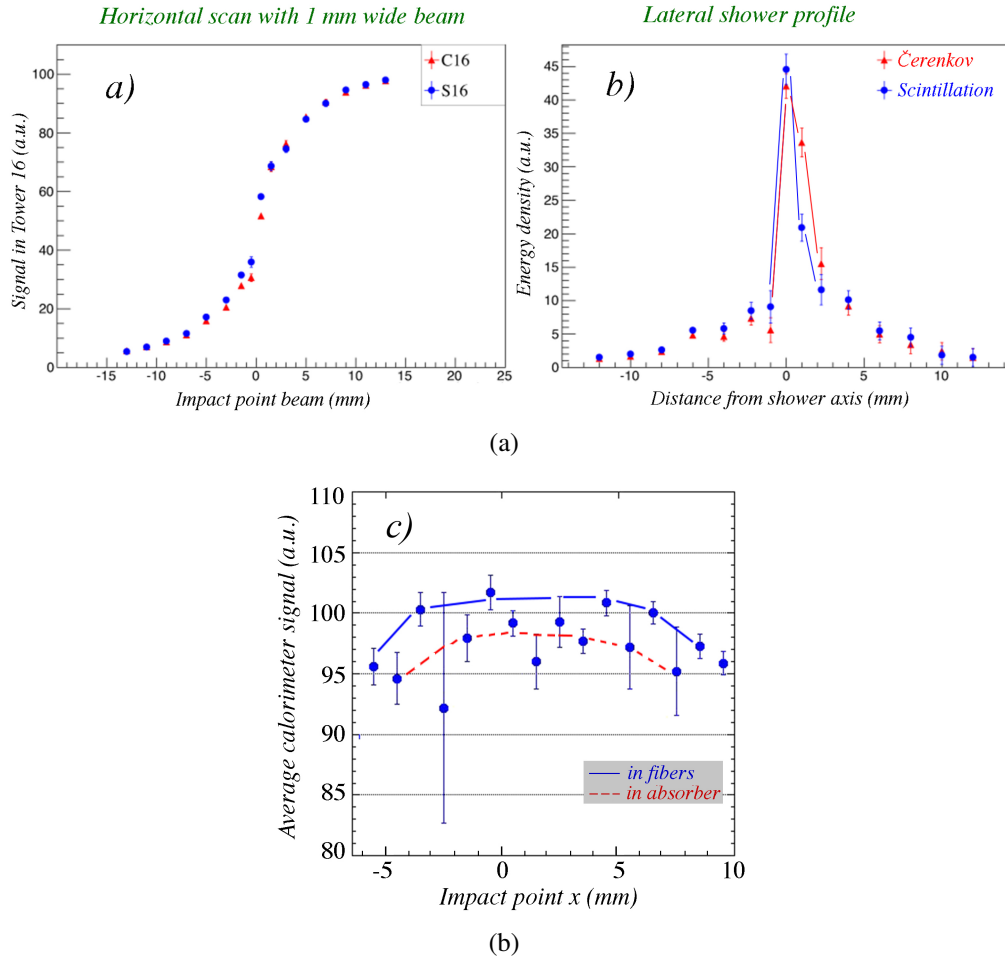 Horizontal scan with 1 mm wide beam
Lateral shower profile
a)
C16
S16
Signal in Tower 16 (a.u.)
100
80
60
40
20
0
-15 -10 -5 0 5 10 15 20 25
Impact point beam (mm)
b)
Čerenkov
Scintillation
Energy density (a.u.)
45
40
35
30
25
20
15
10
5
0
-10 -5 0 5 10
Distance from shower axis (mm)
(a)
c)
Average calorimeter signal (a.u.)
110
105
100
95
90
85
80
in fibers
in absorber
-5 0 5 10
Impact point x (mm)
(b)